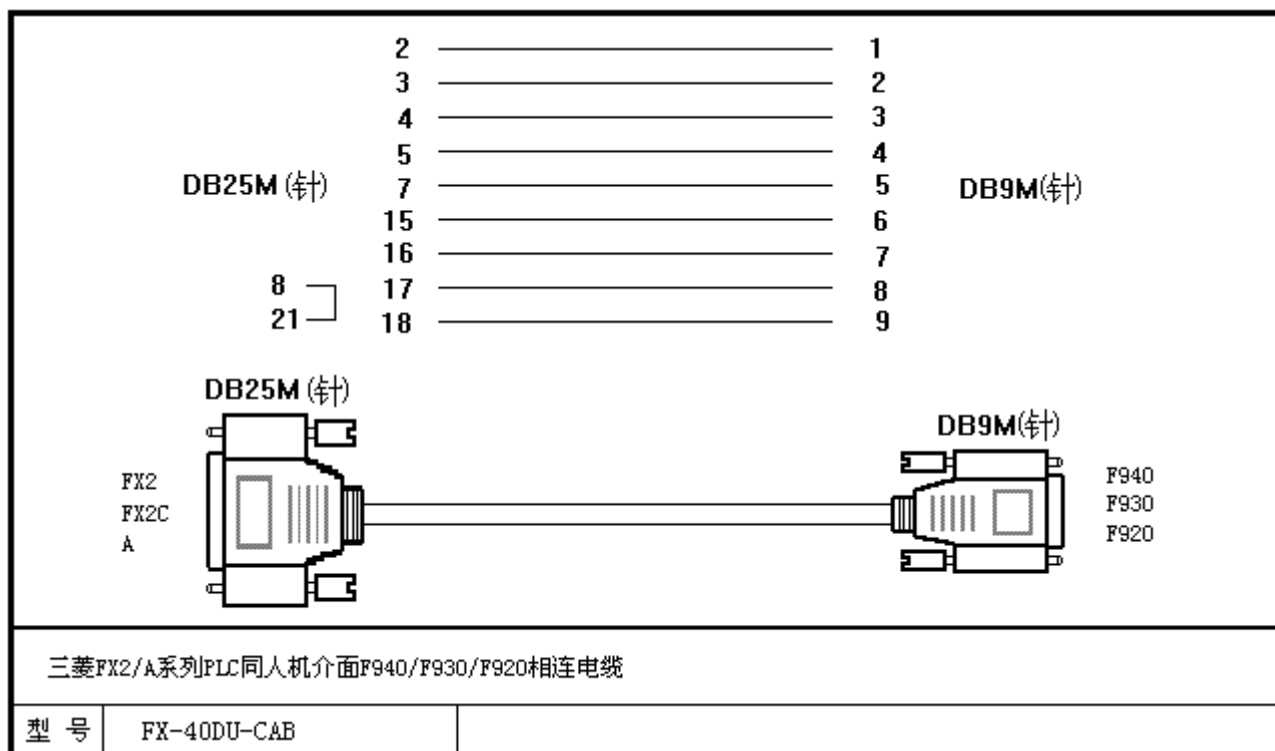 2 1
3 2
4 3
5 4
DB25M (针) 7 5 DB9M(针)
15 6
16 7
8 17 8
21 18 9
DB25M (针)
DB9M(针)
FX2 F940
FX2C F930
A F920
三菱FX2/A系列PLC同人机介面F940/F930/F920相连电缆
型 号 FX-40DU-CAB